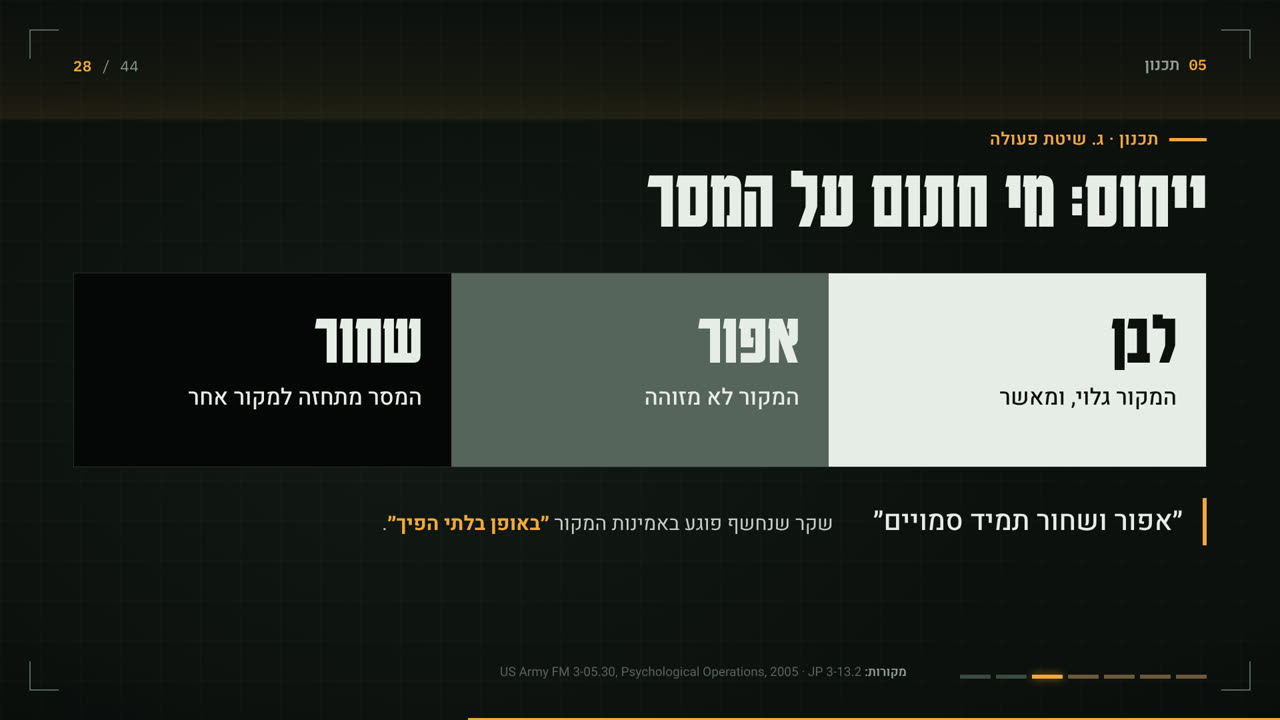 05 תכנון
28 / 44
תכנון · ג. שיטת פעולה
ייחוס: מי חתום על המסר
לבן
המקור גלוי, ומאשר
אפור
המקור לא מזוהה
שחור
המסר מתחזה למקור אחר
"אפור ושחור תמיד סמויים"
שקר שנחשף פוגע באמינות המקור "באופן בלתי הפיך".
מקורות: US Army FM 3-05.30, Psychological Operations, 2005 · JP 3-13.2